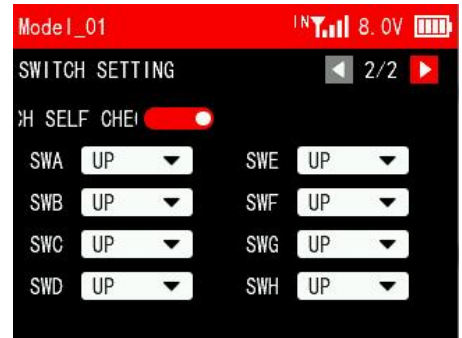 Model_01 IN 8.0V
SWITCH SETTING 2/2
SELF
SWA UP SWE UP
SWB UP SWF UP
SWC UP SWG UP
SWD UP SWH UP